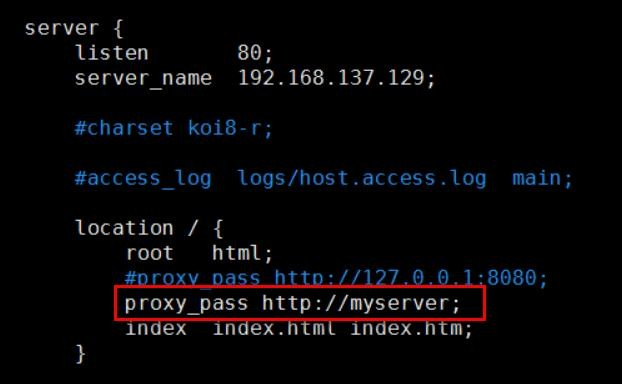 server {
listen 80;
server_name 192.168.137.129;
#charset koi8-r;
#access_log logs/host.access.log main;
location / {
root html;
#proxy_pass http://127.0.0.1:8080;
proxy_pass http://myserver;
index index.html index.htm;
}